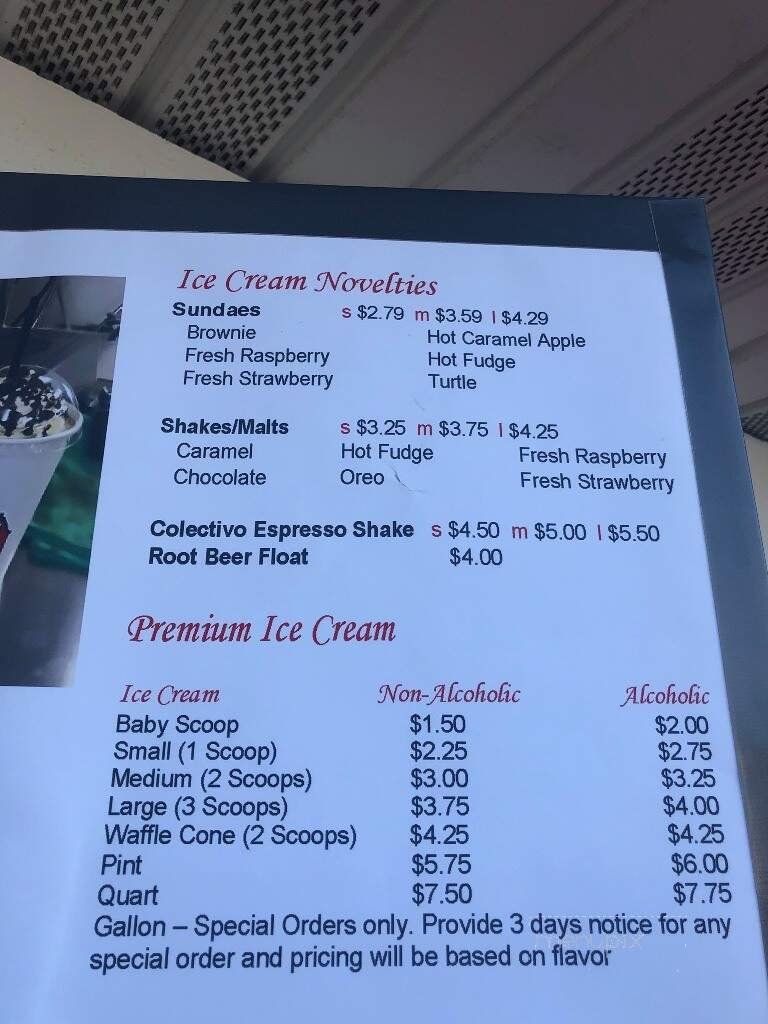 Ice Cream Novelties
Sundaes s $2.79 m $3.59 l $4.29
Brownie Hot Caramel Apple
Fresh Raspberry Hot Fudge
Fresh Strawberry Turtle
Shakes/Malts s $3.25 m $3.75 l $4.25
Caramel Hot Fudge Fresh Raspberry
Chocolate Oreo Fresh Strawberry
Colectivo Espresso Shake s $4.50 m $5.00 l $5.50
Root Beer Float $4.00
Premium Ice Cream
Ice Cream Non-Alcoholic Alcoholic
Baby Scoop $1.50 $2.00
Small (1 Scoop) $2.25 $2.75
Medium (2 Scoops) $3.00 $3.25
Large (3 Scoops) $3.75 $4.00
Waffle Cone (2 Scoops) $4.25 $4.25
Pint $5.75 $6.00
Quart $7.50 $7.75
Gallon – Special Orders only. Provide 3 days notice for any
special order and pricing will be based on flavor